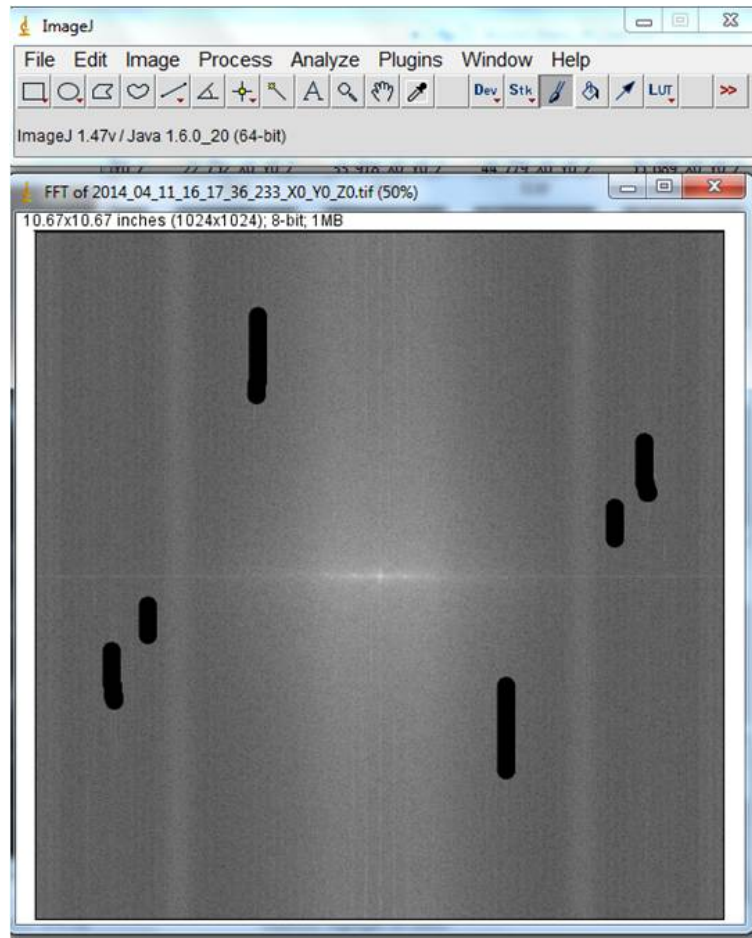 ImageJ
File Edit Image Process Analyze Plugins Window Help
A Dev Stk LUT >>
ImageJ 1.47v / Java 1.6.0_20 (64-bit)
FFT of 2014_04_11_16_17_36_233_X0_Y0_Z0.tif (50%)
10.67x10.67 inches (1024x1024); 8-bit; 1MB